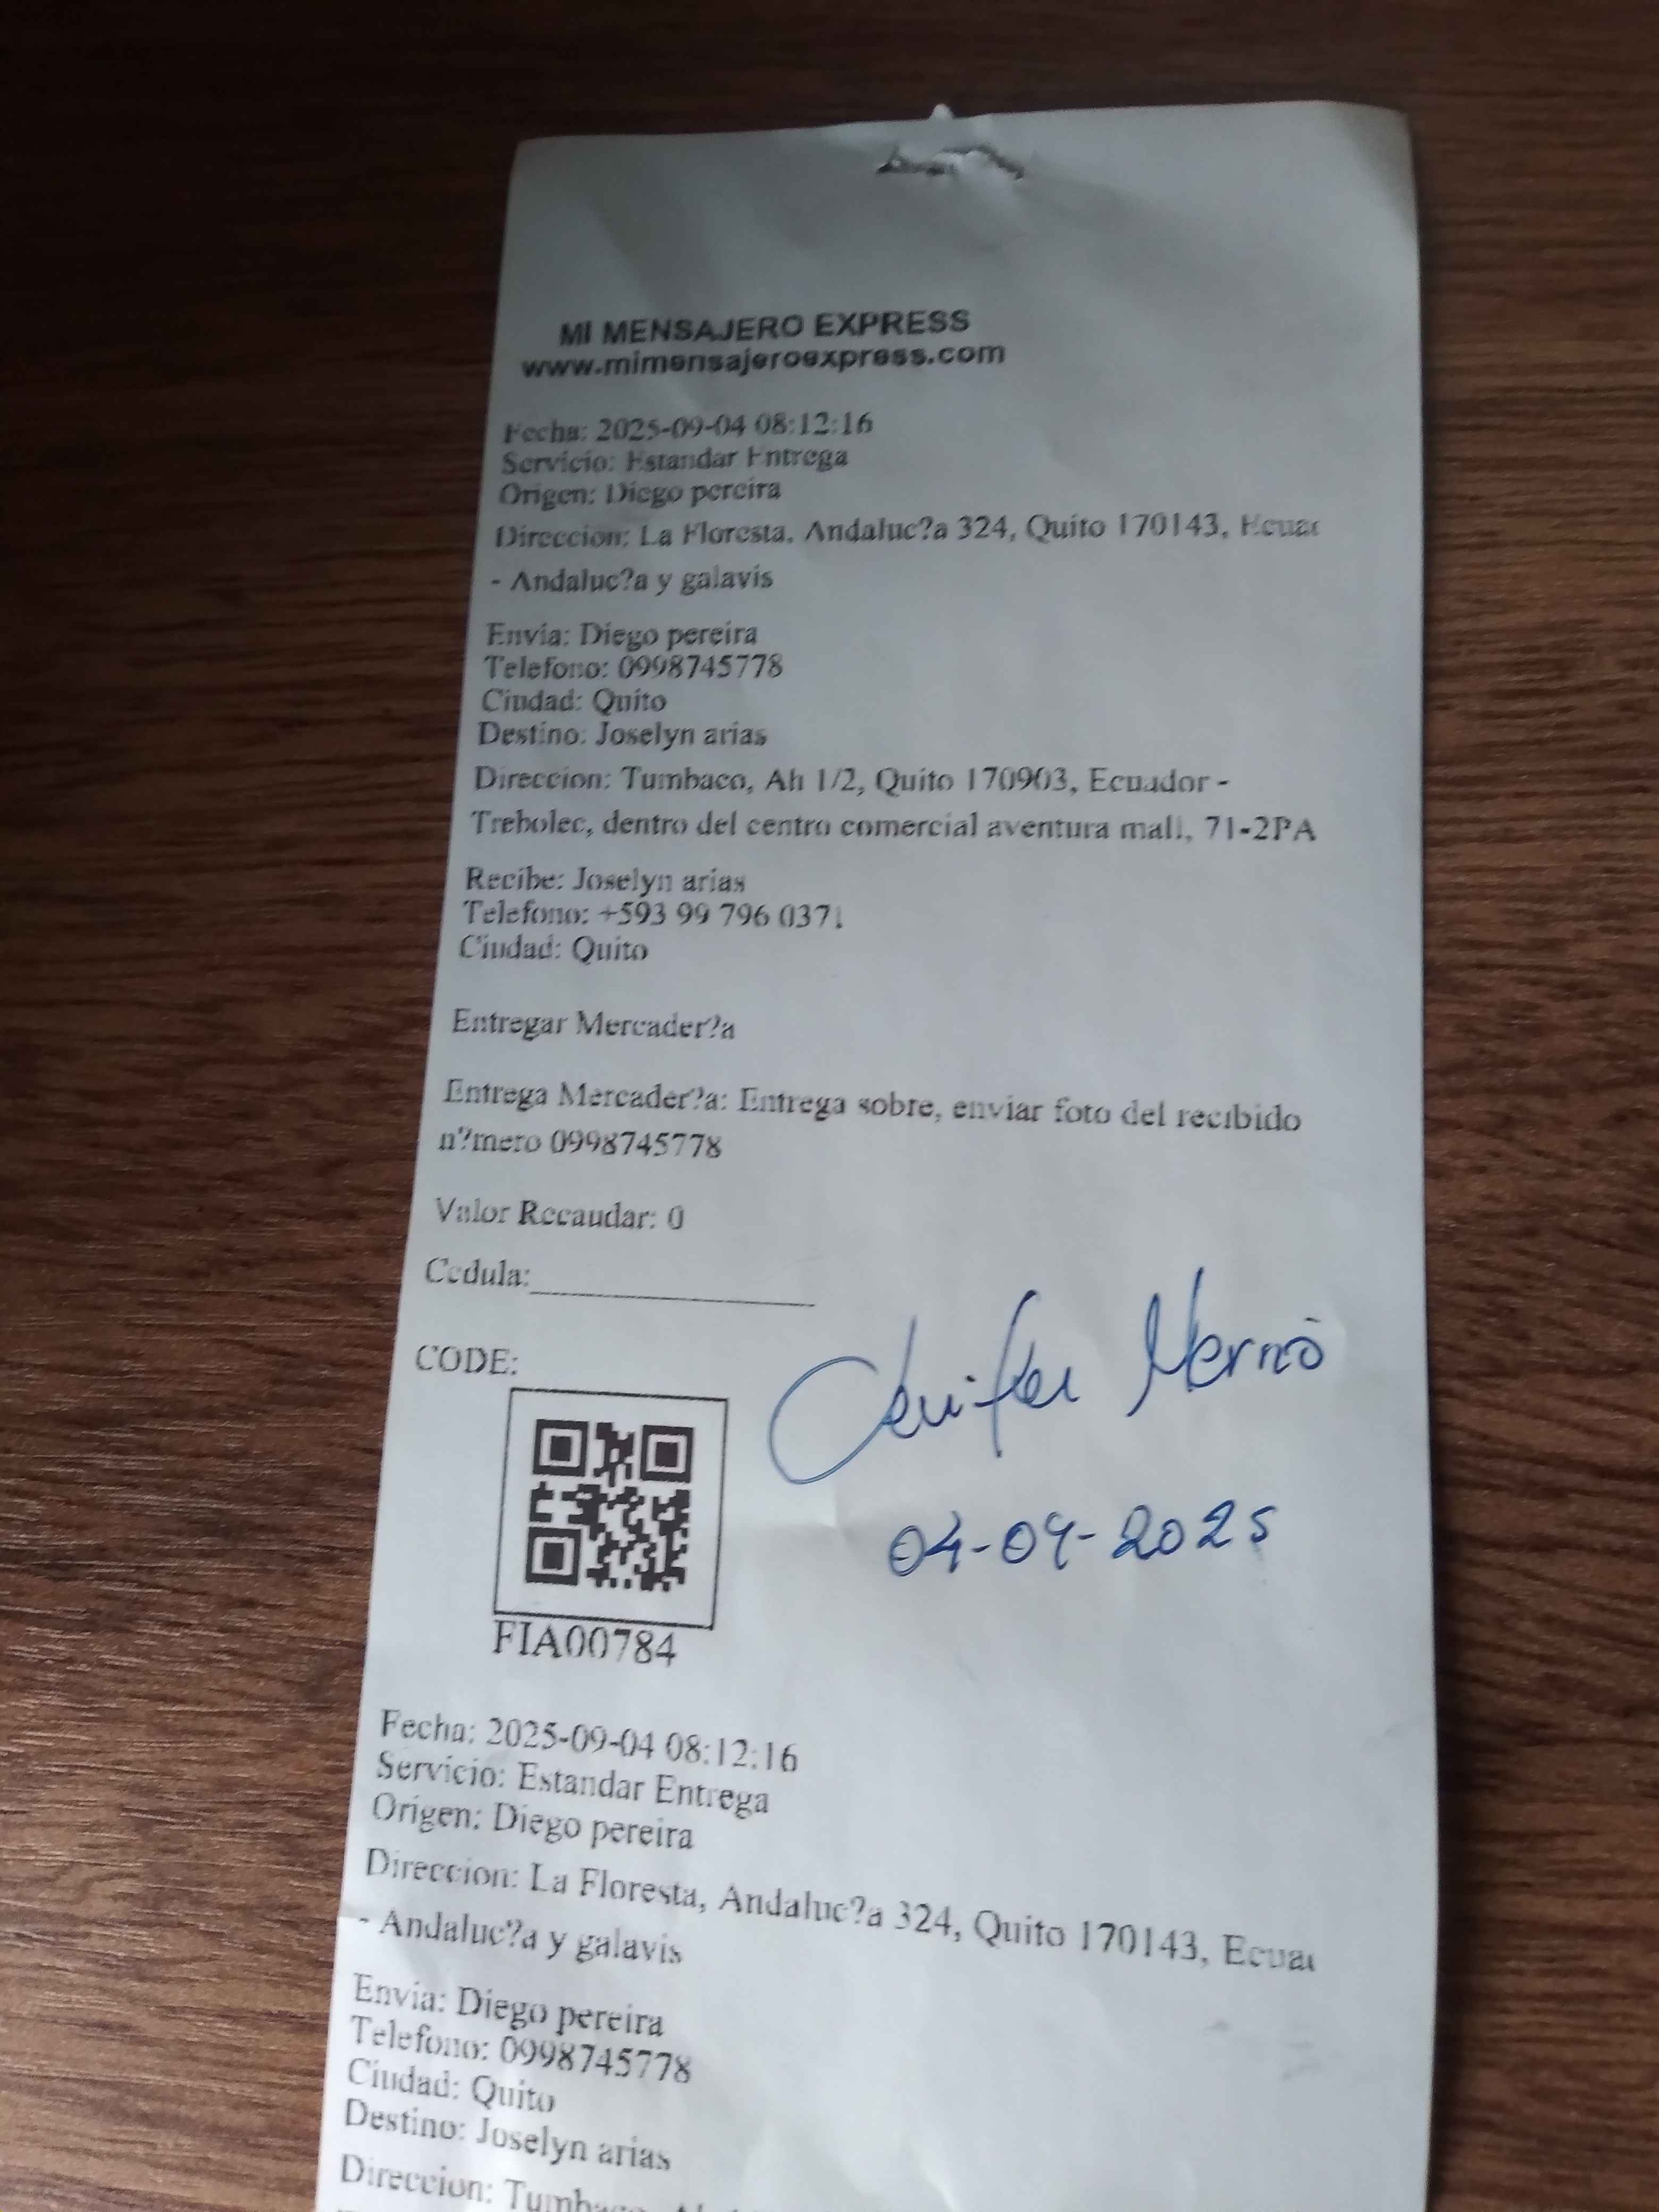 MI MENSAJERO EXPRESS
www.mimensajeroexpress.com
Fecha: 2025-09-04 08:12:16
Servicio: Estandar Entrega
Origen: Diego pereira
Direccion: La Floresta, Andaluc?a 324, Quito 170143, Ecuac
- Andaluc?a y galavis
Envia: Diego pereira
Telefono: 0998745778
Ciudad: Quito
Destino: Joselyn arias
Direccion: Tumbaco, Ah 1/2, Quito 170903, Ecuador -
Trebolec, dentro del centro comercial aventura mall, 71-2PA
Recibe: Joselyn arias
Telefono: +593 99 796 0371
Ciudad: Quito
Entregar Mercader?a
Entrega Mercader?a: Entrega sobre, enviar foto del recibido
n?mero 0998745778
Valor Recaudar: 0
Cedula:
CODE:
04-09-2025
FIA00784
Fecha: 2025-09-04 08:12:16
Servicio: Estandar Entrega
Origen: Diego pereira
Direccion: La Floresta, Andaluc?a 324, Quito 170143, Ecuac
- Andaluc?a y galavis
Envia: Diego pereira
Telefono: 0998745778
Ciudad: Quito
Destino: Joselyn arias
Direccion: Tumbaco,